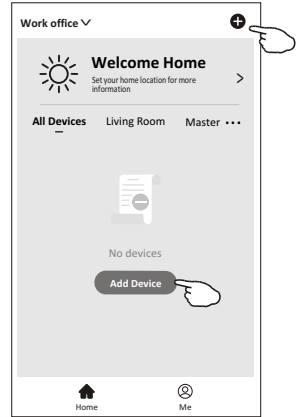 Work office
Welcome Home
Set your home location for more
information
All Devices Living Room Master ...
No devices
Add Device
Home Me